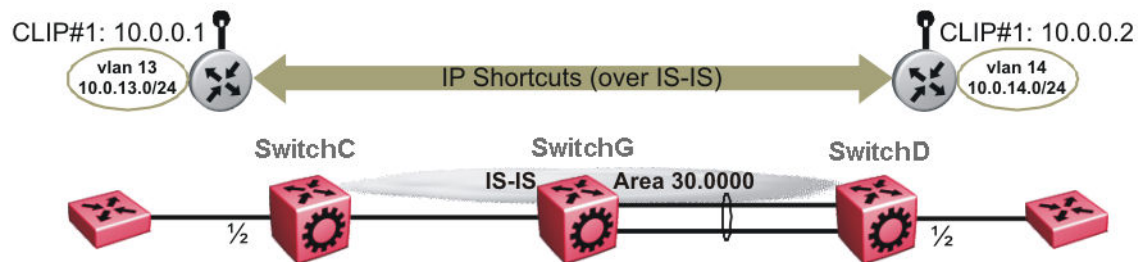 CLIP#1: 10.0.0.1
CLIP#1: 10.0.0.2
vlan 13
10.0.13.0/24
IP Shortcuts (over IS-IS)
vlan 14
10.0.14.0/24
SwitchC
SwitchG
SwitchD
IS-IS
Area 30.0000
½
½